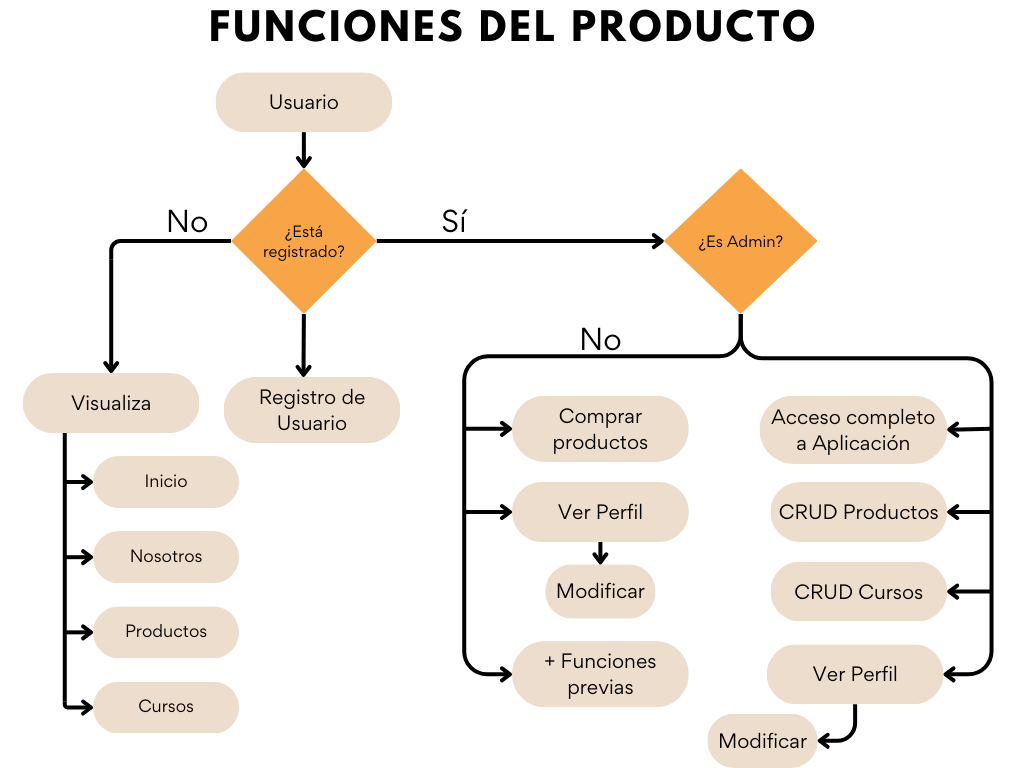 FUNCIONES DEL PRODUCTO
Usuario
¿Está
registrado?
No
Sí
¿Es Admin?
No
Visualiza
Registro de
Usuario
Inicio
Nosotros
Productos
Cursos
Comprar
productos
Ver Perfil
Modificar
+ Funciones
previas
Acceso completo
a Aplicación
CRUD Productos
CRUD Cursos
Ver Perfil
Modificar